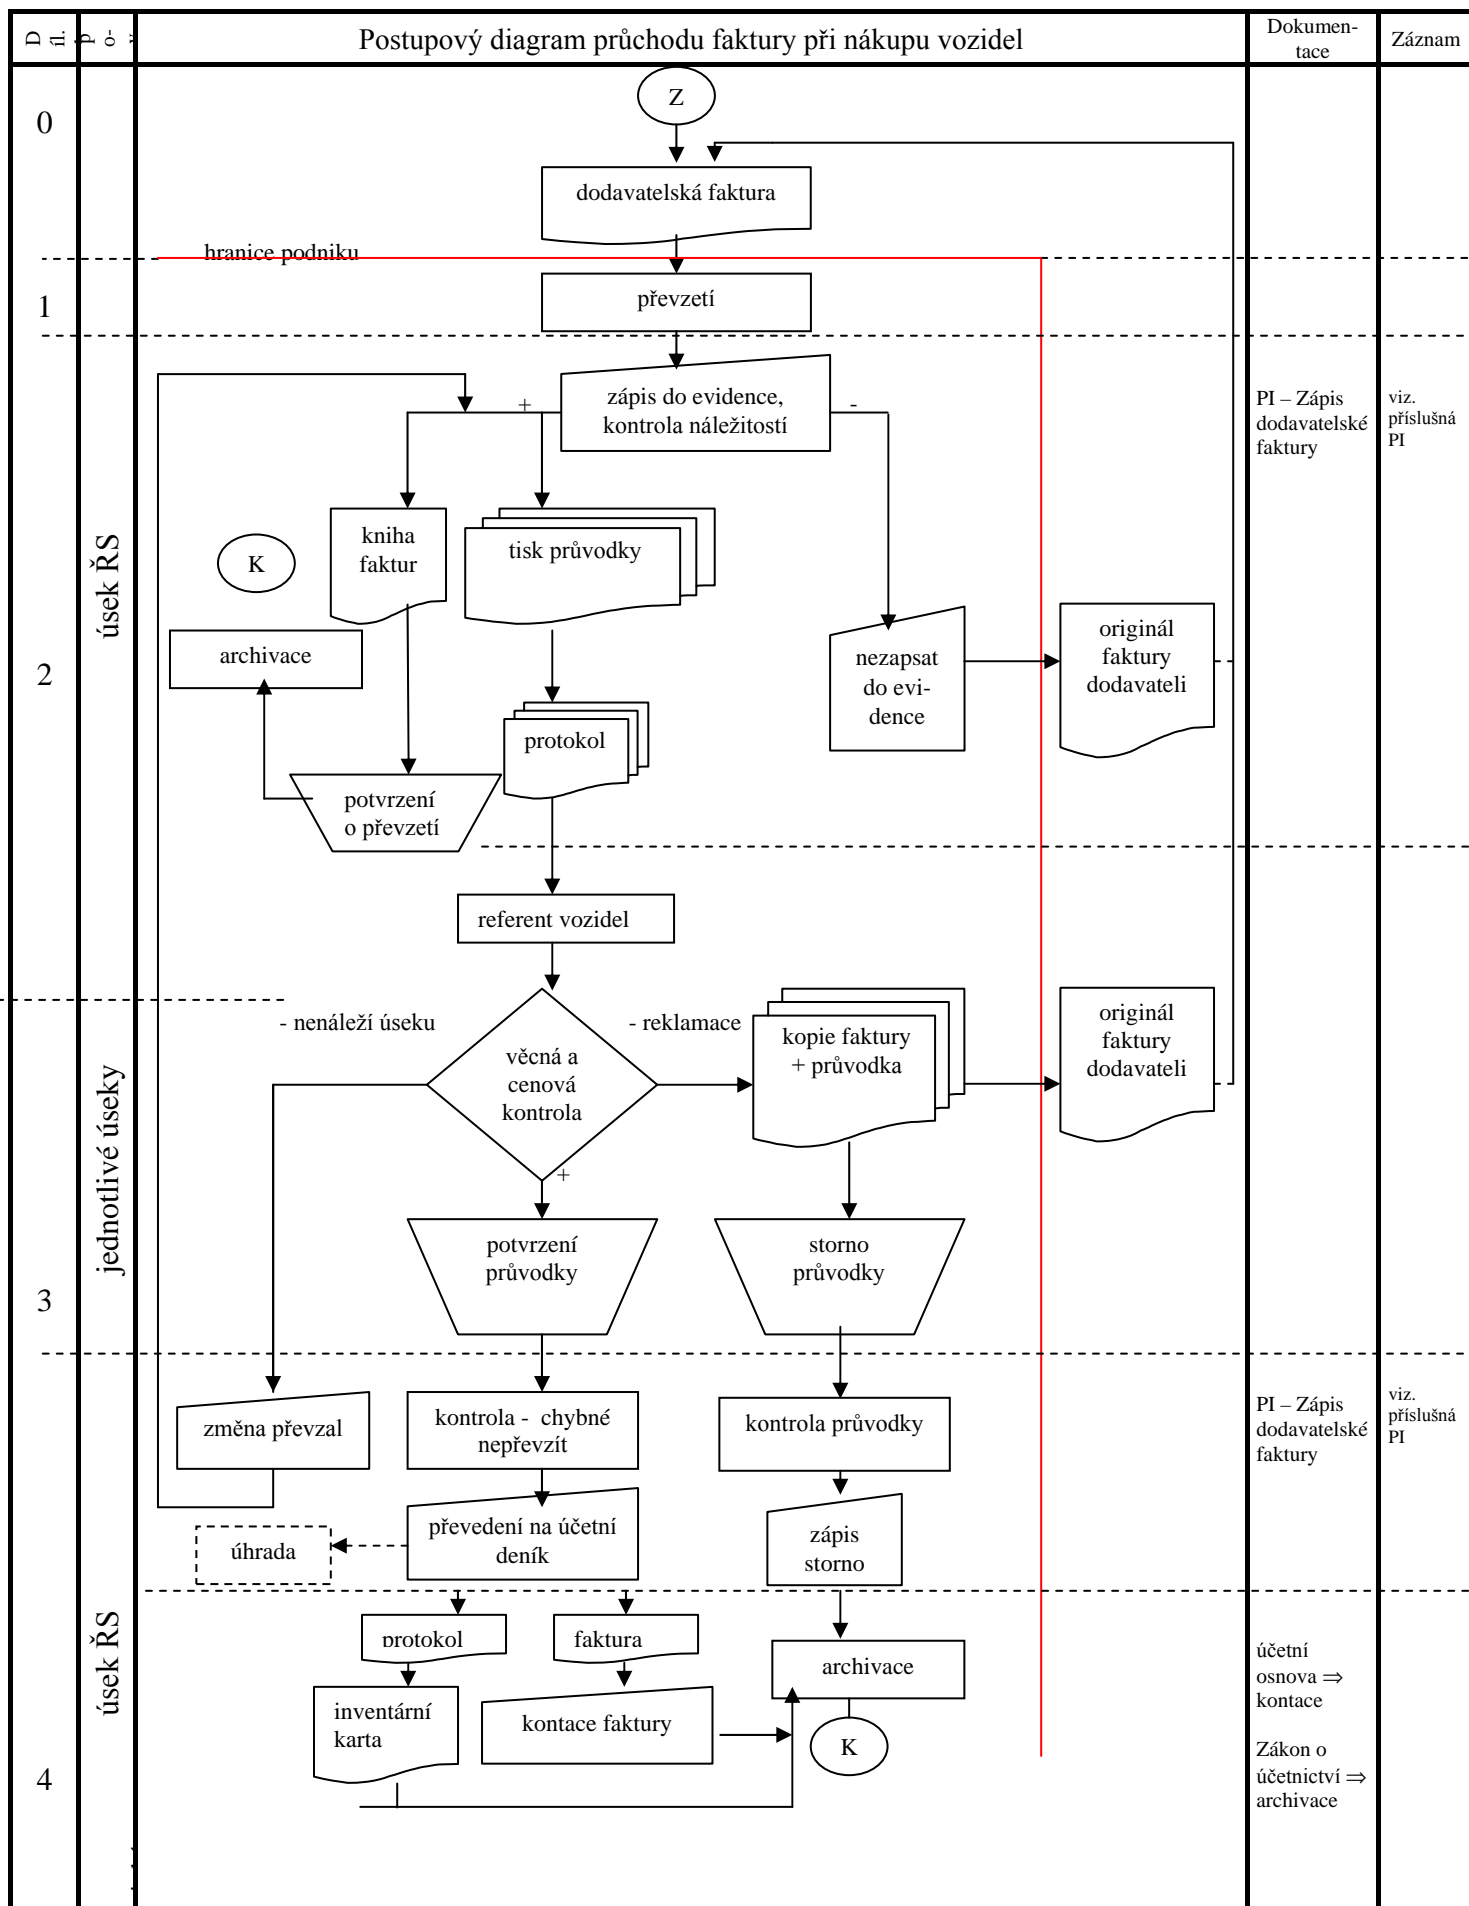 D
íl.
p
o-
Postupový diagram průchodu faktury při nákupu vozidel
Dokumen-
tace
Záznam
0
Z
dodavatelská faktura
hranice podniku
1
převzetí
úsek ŘS
2
+
zápis do evidence,
kontrola náležitostí
-
PI – Zápis
dodavatelské
faktury
viz.
příslušná
PI
K
kniha
faktur
tisk průvodky
archivace
nezapsat
do evi-
dence
originál
faktury
dodavateli
protokol
potvrzení
o převzetí
referent vozidel
- nenáleží úseku
- reklamace
věcná a
cenová
kontrola
+
kopie faktury
+ průvodka
originál
faktury
dodavateli
jednotlivé úseky
3
potvrzení
průvodky
storno
průvodky
změna převzal
kontrola - chybné
nepřevzít
kontrola průvodky
PI – Zápis
dodavatelské
faktury
viz.
příslušná
PI
úhrada
převedení na účetní
deník
zápis
storno
úsek ŘS
4
protokol
faktura
archivace
inventární
karta
kontace faktury
K
účetní
osnova ⇒
kontace
Zákon o
účetnictví ⇒
archivace